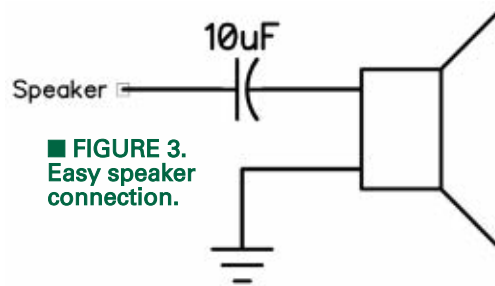 10uF
Speaker
■ FIGURE 3.
Easy speaker
connection.